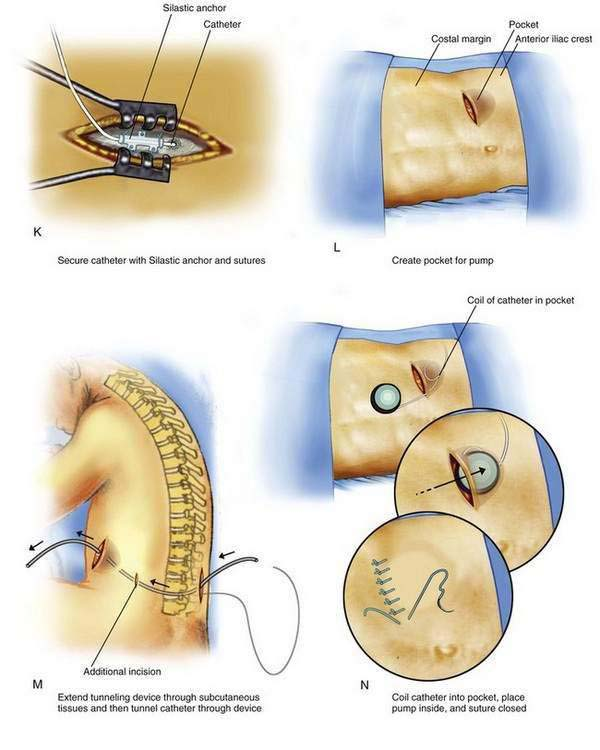 Silastic anchor
Catheter
K
Secure catheter with Silastic anchor and sutures
Pocket
Costal margin
Anterior iliac crest
L
Create pocket for pump
Additional incision
M
Extend tunneling device through subcutaneous
tissues and then tunnel catheter through device
Coil of catheter in pocket
N
Coil catheter into pocket, place
pump inside, and suture closed